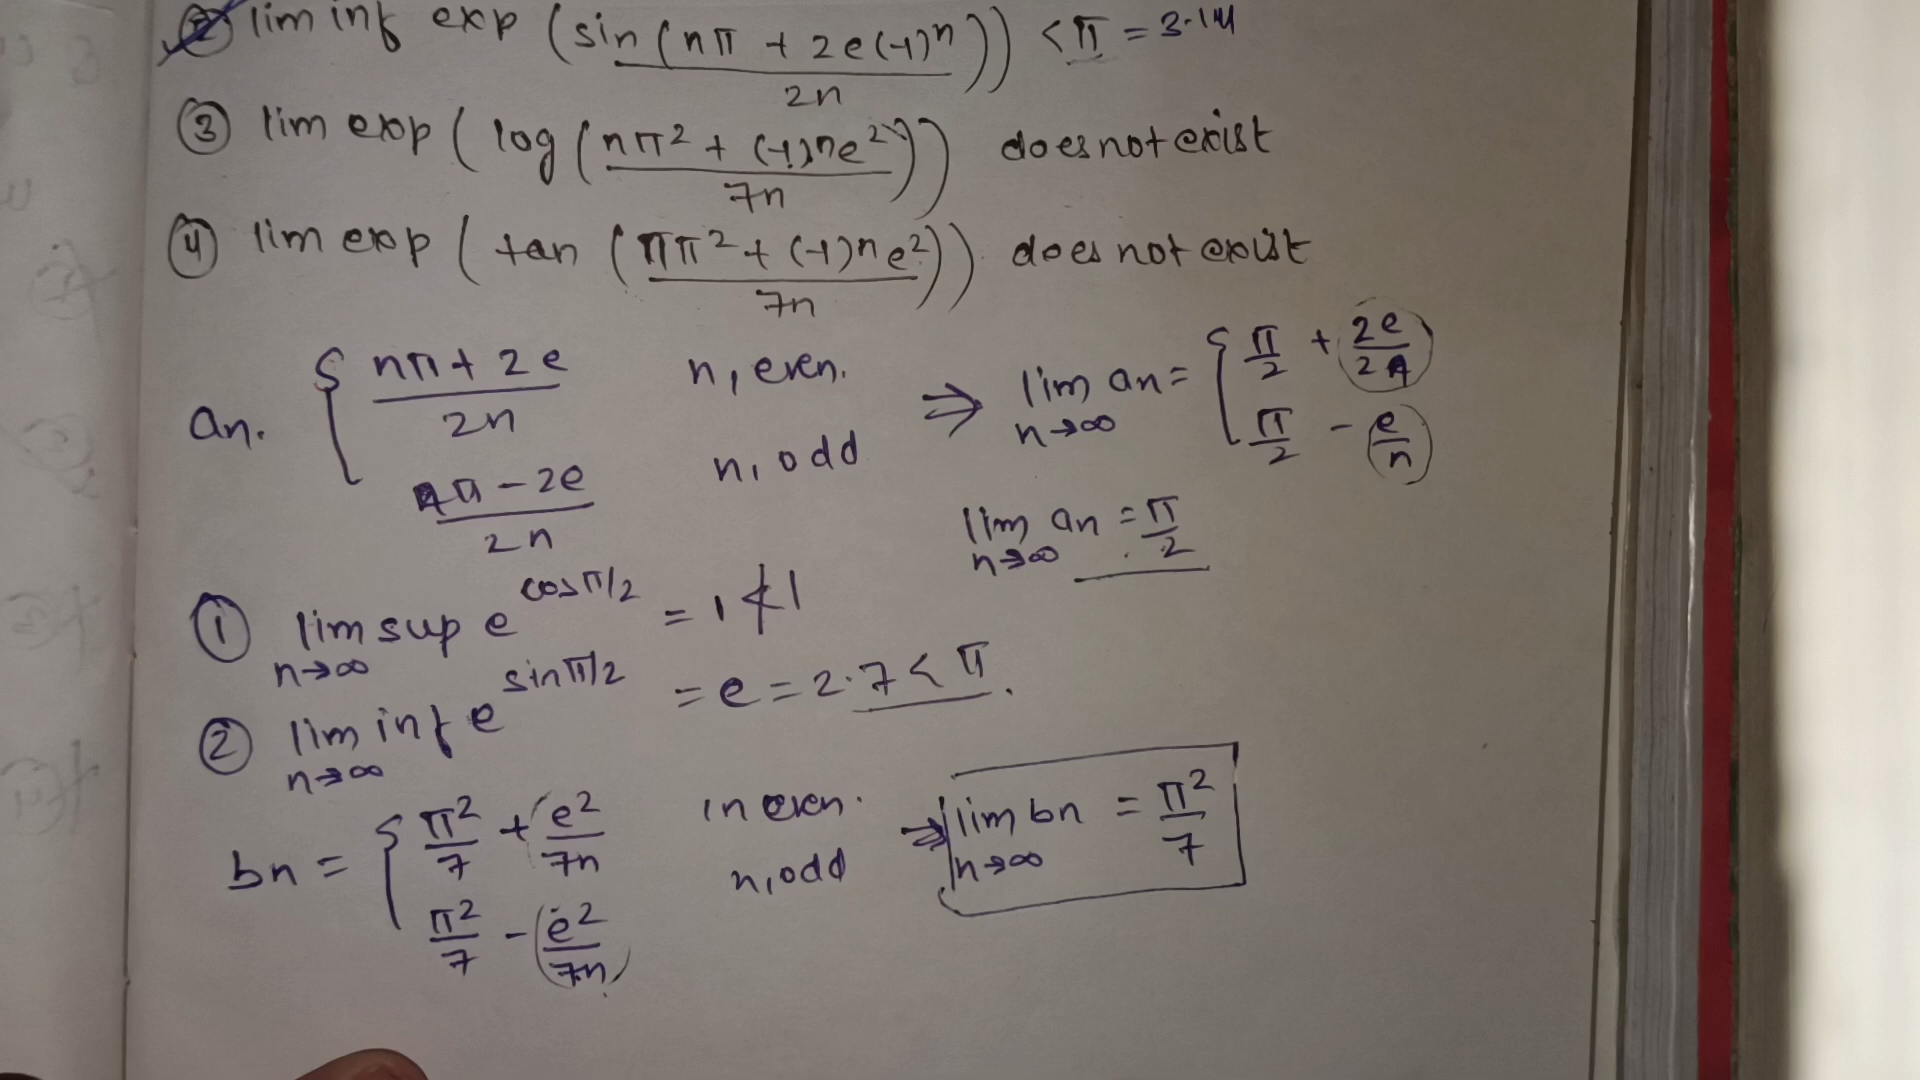 ② lim inf exp (sin (nπ + 2e(-1)ⁿ / 2n)) < π = 3.14
③ lim exp (log (nπ² + (-1)ⁿe² / 7n)) does not exist
④ lim exp (tan (nπ² + (-1)ⁿe² / 7n)) does not exist
an. { nπ + 2e / 2n n, even. ⇒ lim n→∞ an = { π/2 + 2e/2n
nπ - 2e / 2n n, odd π/2 - e/n
lim n→∞ an = π/2
① lim sup n→∞ e^cosπ/2 = 1 ≮ 1
② lim inf n→∞ e^sinπ/2 = e = 2.7 < π.
bn = { π²/7 + e²/7n , n even. ⇒ lim n→∞ bn = π²/7
π²/7 - e²/7n n, odd